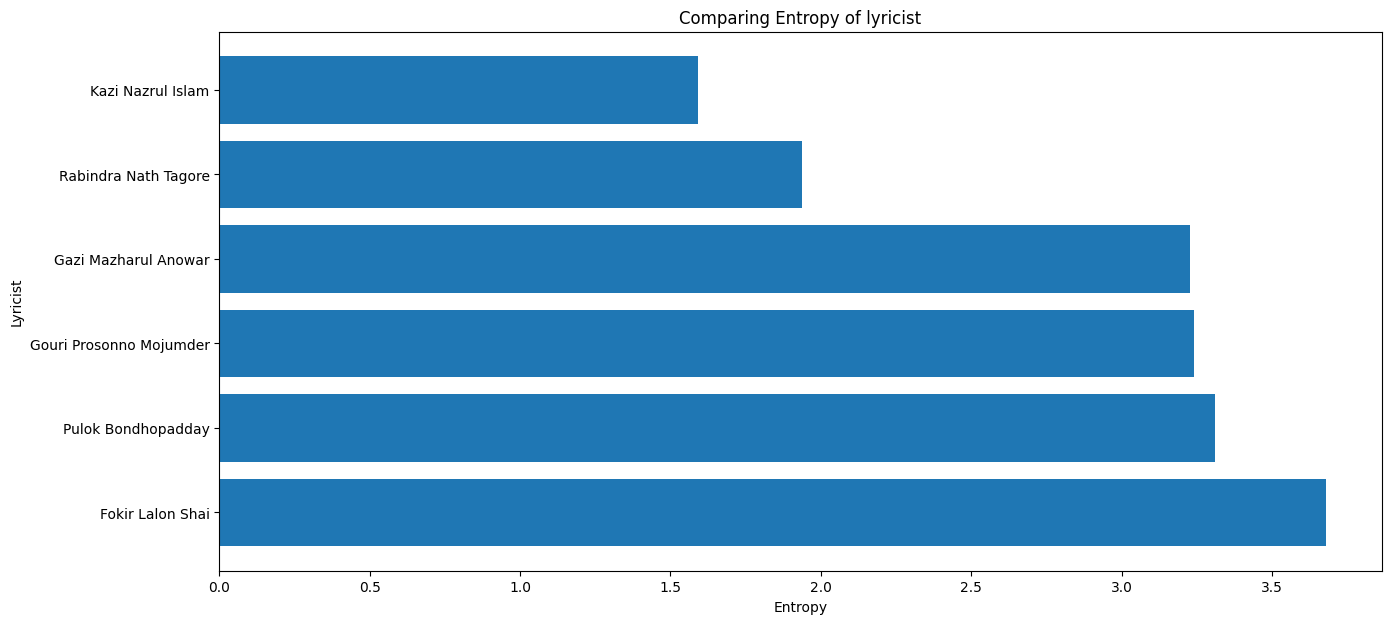 Comparing Entropy of lyricist
Kazi Nazrul Islam
Rabindra Nath Tagore
Gazi Mazharul Anowar
Gouri Prosonno Mojumder
Pulok Bondhopadday
Fokir Lalon Shai
Lyricist
0.0 0.5 1.0 1.5 2.0 2.5 3.0 3.5
Entropy